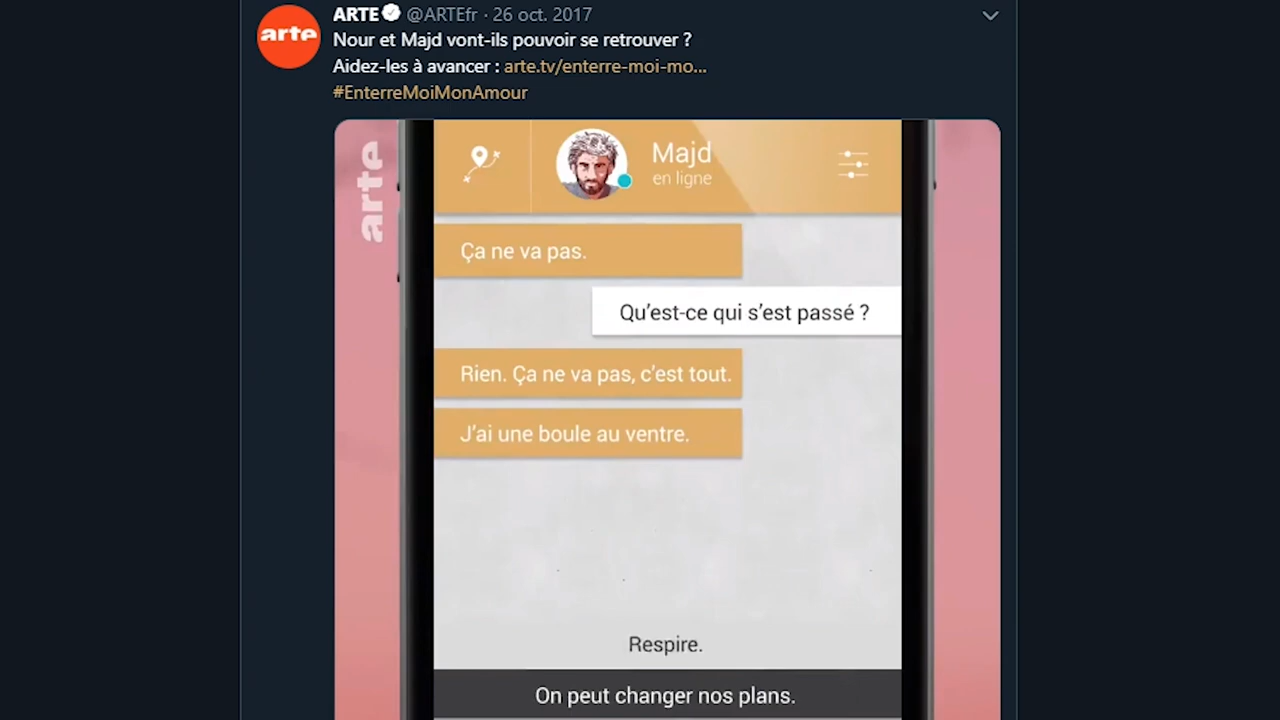 arte
ARTE @ARTEfr · 26 oct. 2017
Nour et Majd vont-ils pouvoir se retrouver ?
Aidez-les à avancer : arte.tv/enterre-moi-mo...
#EnterreMoiMonAmour
arte
Majd
en ligne
Ça ne va pas.
Qu’est-ce qui s’est passé ?
Rien. Ça ne va pas, c’est tout.
J’ai une boule au ventre.
Respire.
On peut changer nos plans.